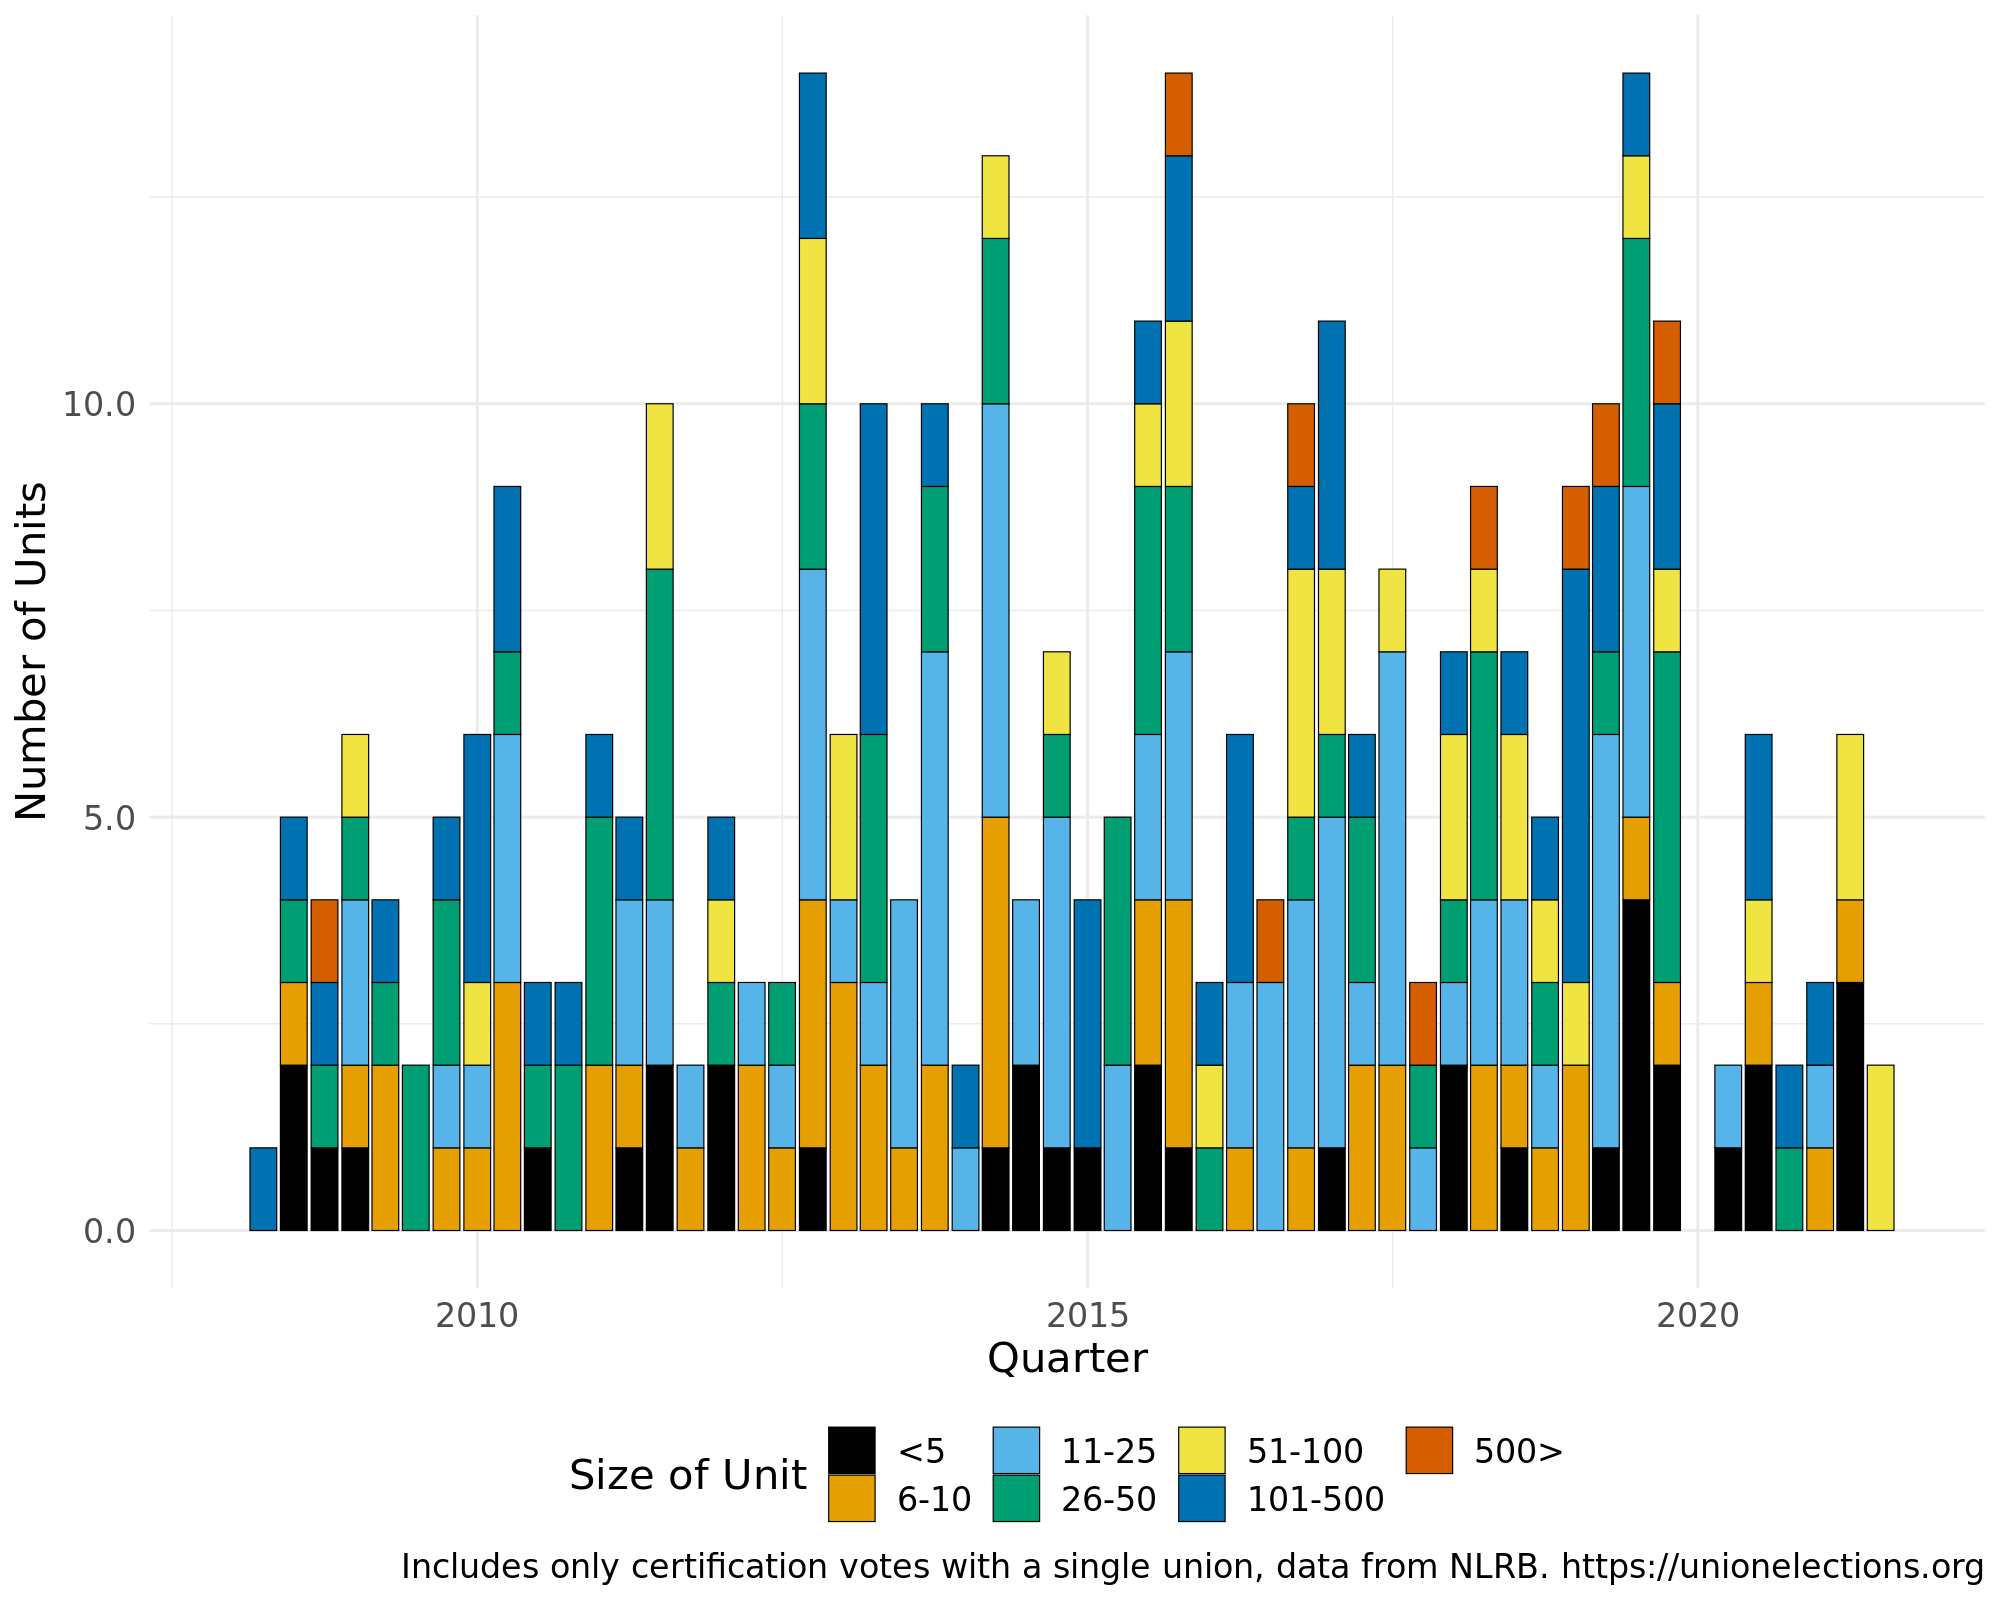 Number of Units
10.0
5.0
0.0
2010 2015 2020
Quarter
Size of Unit
<5 11-25 51-100 500>
6-10 26-50 101-500
Includes only certification votes with a single union, data from NLRB. https://unionelections.org